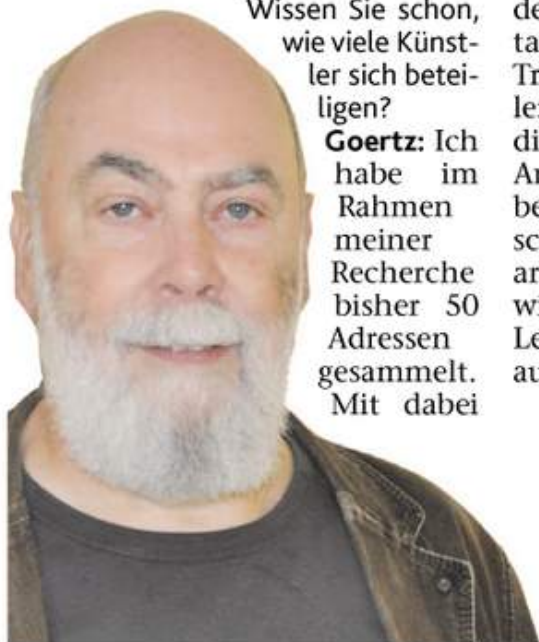 Wissen Sie schon,
wie viele Künst-
ler sich betei-
ligen?
Goertz: Ich
habe im
Rahmen
meiner
Recherche
bisher 50
Adressen
gesammelt.
Mit dabei